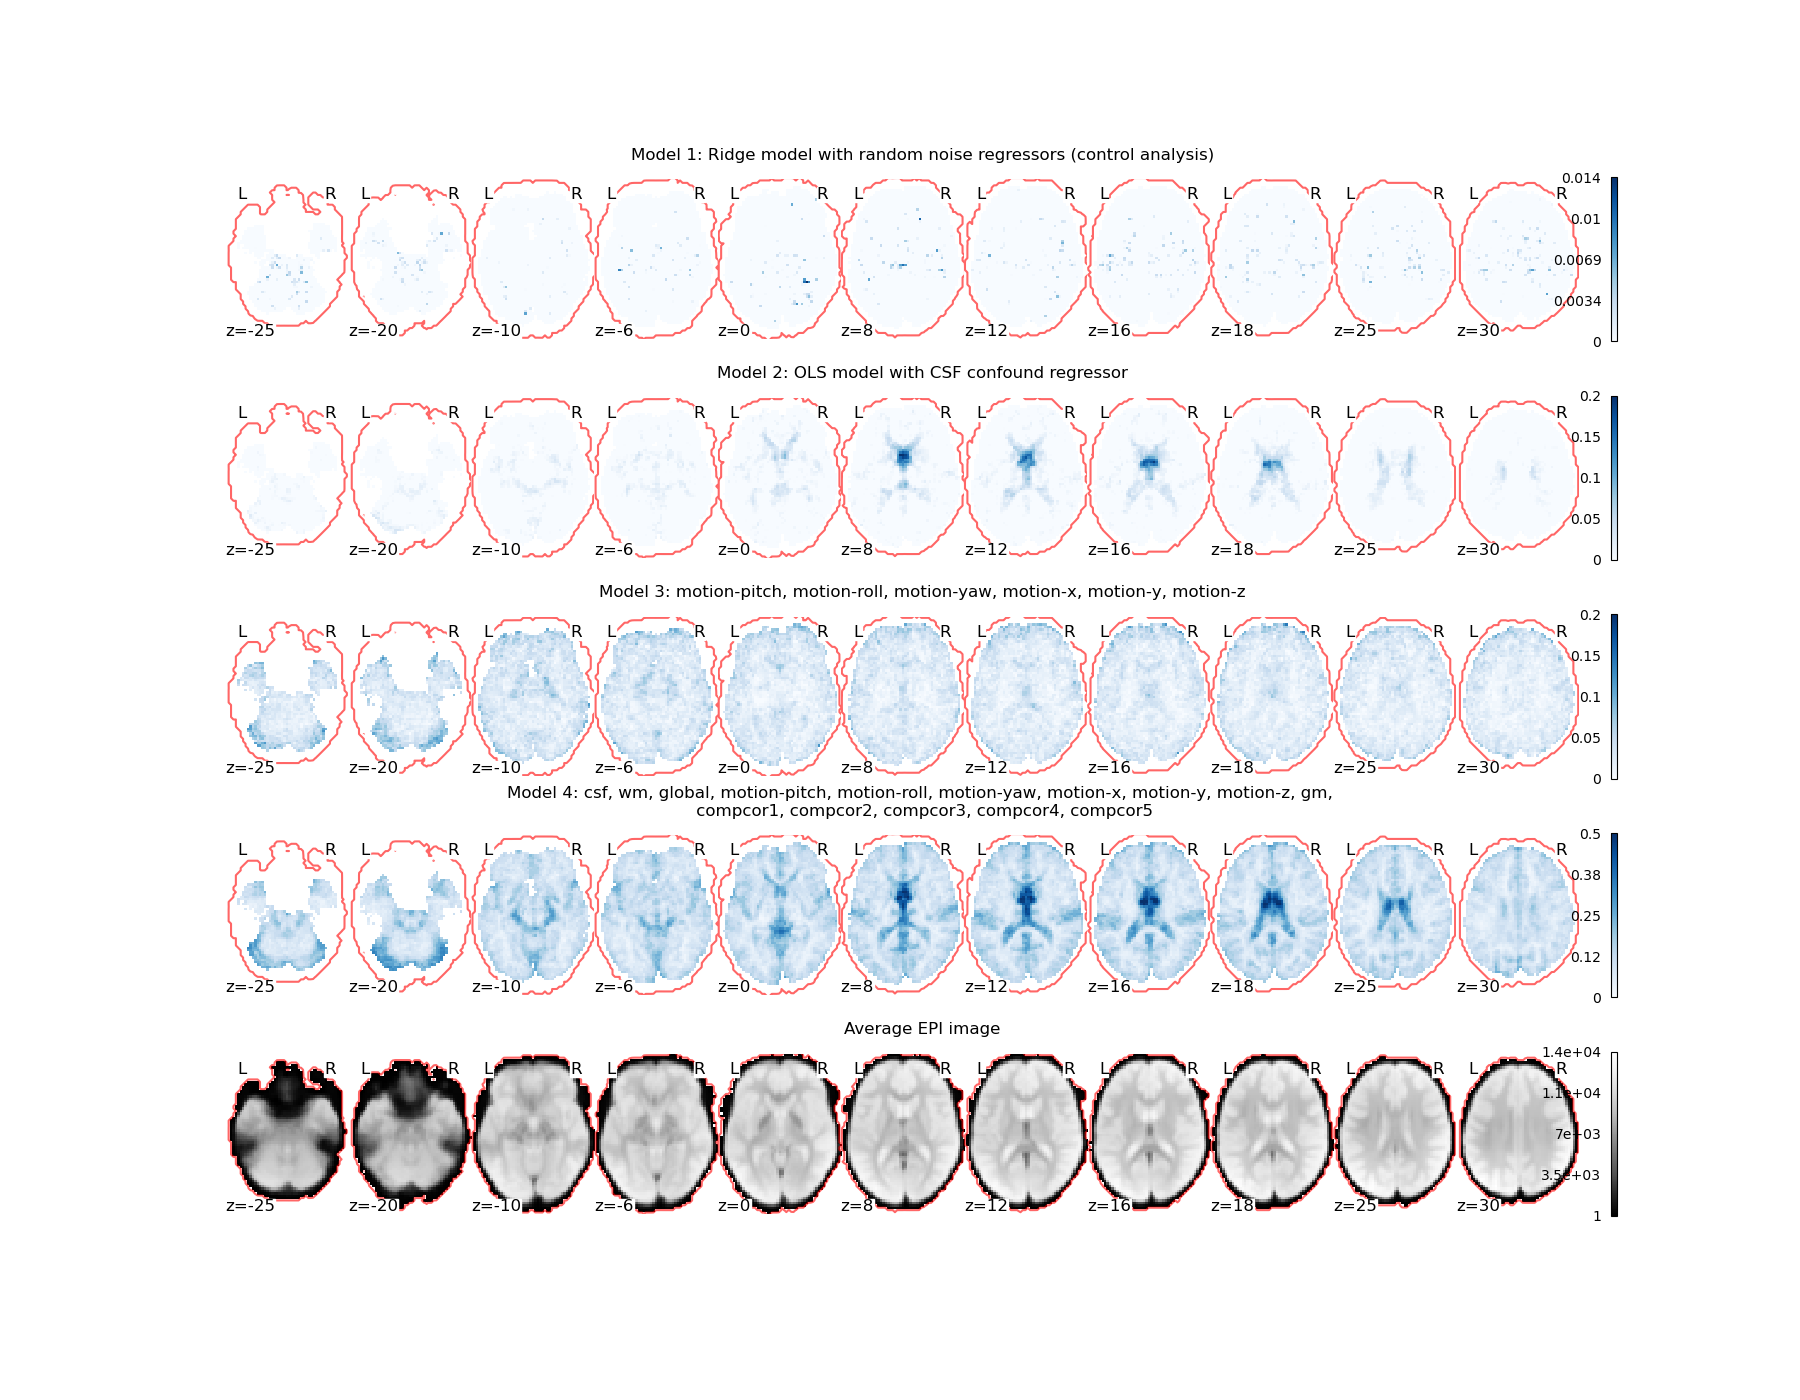 Model 1: Ridge model with random noise regressors (control analysis)
L R L R L R L R L R L R L R L R L R L R L R
0.014
0.01
0.0069
0.0034
0
z=-25 z=-20 z=-10 z=-6 z=0 z=8 z=12 z=16 z=18 z=25 z=30
Model 2: OLS model with CSF confound regressor
L R L R L R L R L R L R L R L R L R L R L R
0.2
0.15
0.1
0.05
0
z=-25 z=-20 z=-10 z=-6 z=0 z=8 z=12 z=16 z=18 z=25 z=30
Model 3: motion-pitch, motion-roll, motion-yaw, motion-x, motion-y, motion-z
L R L R L R L R L R L R L R L R L R L R L R
0.2
0.15
0.1
0.05
0
z=-25 z=-20 z=-10 z=-6 z=0 z=8 z=12 z=16 z=18 z=25 z=30
Model 4: csf, wm, global, motion-pitch, motion-roll, motion-yaw, motion-x, motion-y, motion-z, gm,
compcor1, compcor2, compcor3, compcor4, compcor5
L R L R L R L R L R L R L R L R L R L R L R
0.5
0.38
0.25
0.12
0
z=-25 z=-20 z=-10 z=-6 z=0 z=8 z=12 z=16 z=18 z=25 z=30
Average EPI image
L R L R L R L R L R L R L R L R L R L R L R
1.4e+04
1.1e+04
7e+03
3.5e+03
1
z=-25 z=-20 z=-10 z=-6 z=0 z=8 z=12 z=16 z=18 z=25 z=30